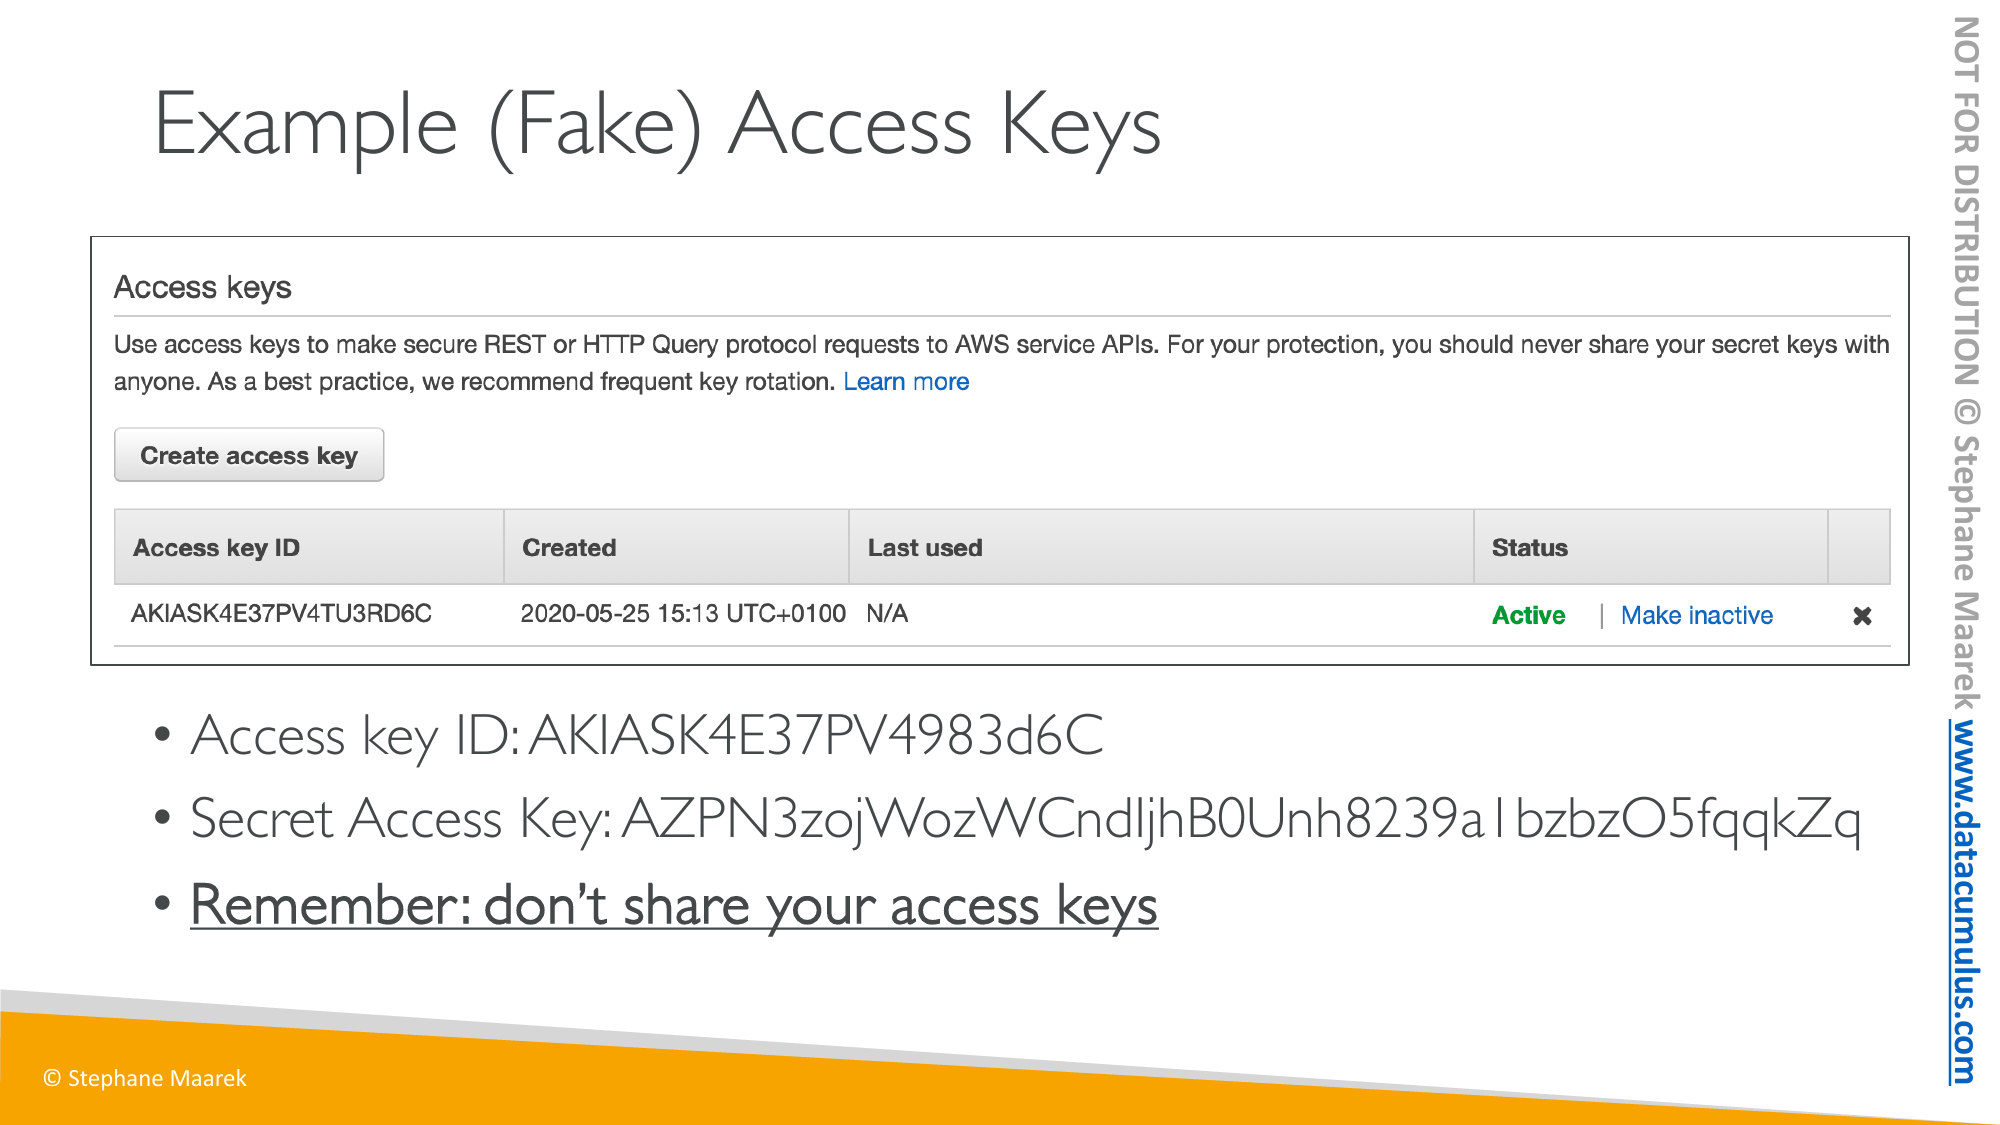 Example (Fake) Access Keys
Access keys
Use access keys to make secure REST or HTTP Query protocol requests to AWS service APIs. For your protection, you should never share your secret keys with
anyone. As a best practice, we recommend frequent key rotation. Learn more
Create access key
Access key ID Created Last used Status
AKIASK4E37PV4TU3RD6C 2020-05-25 15:13 UTC+0100 N/A Active | Make inactive ✖
• Access key ID: AKIASK4E37PV4983d6C
• Secret Access Key: AZPN3zojWozWCndIjhB0Unh8239a1bzbzO5fqqkZq
• Remember: don’t share your access keys
© Stephane Maarek
NOT FOR DISTRIBUTION © Stephane Maarek www.datacumulus.com